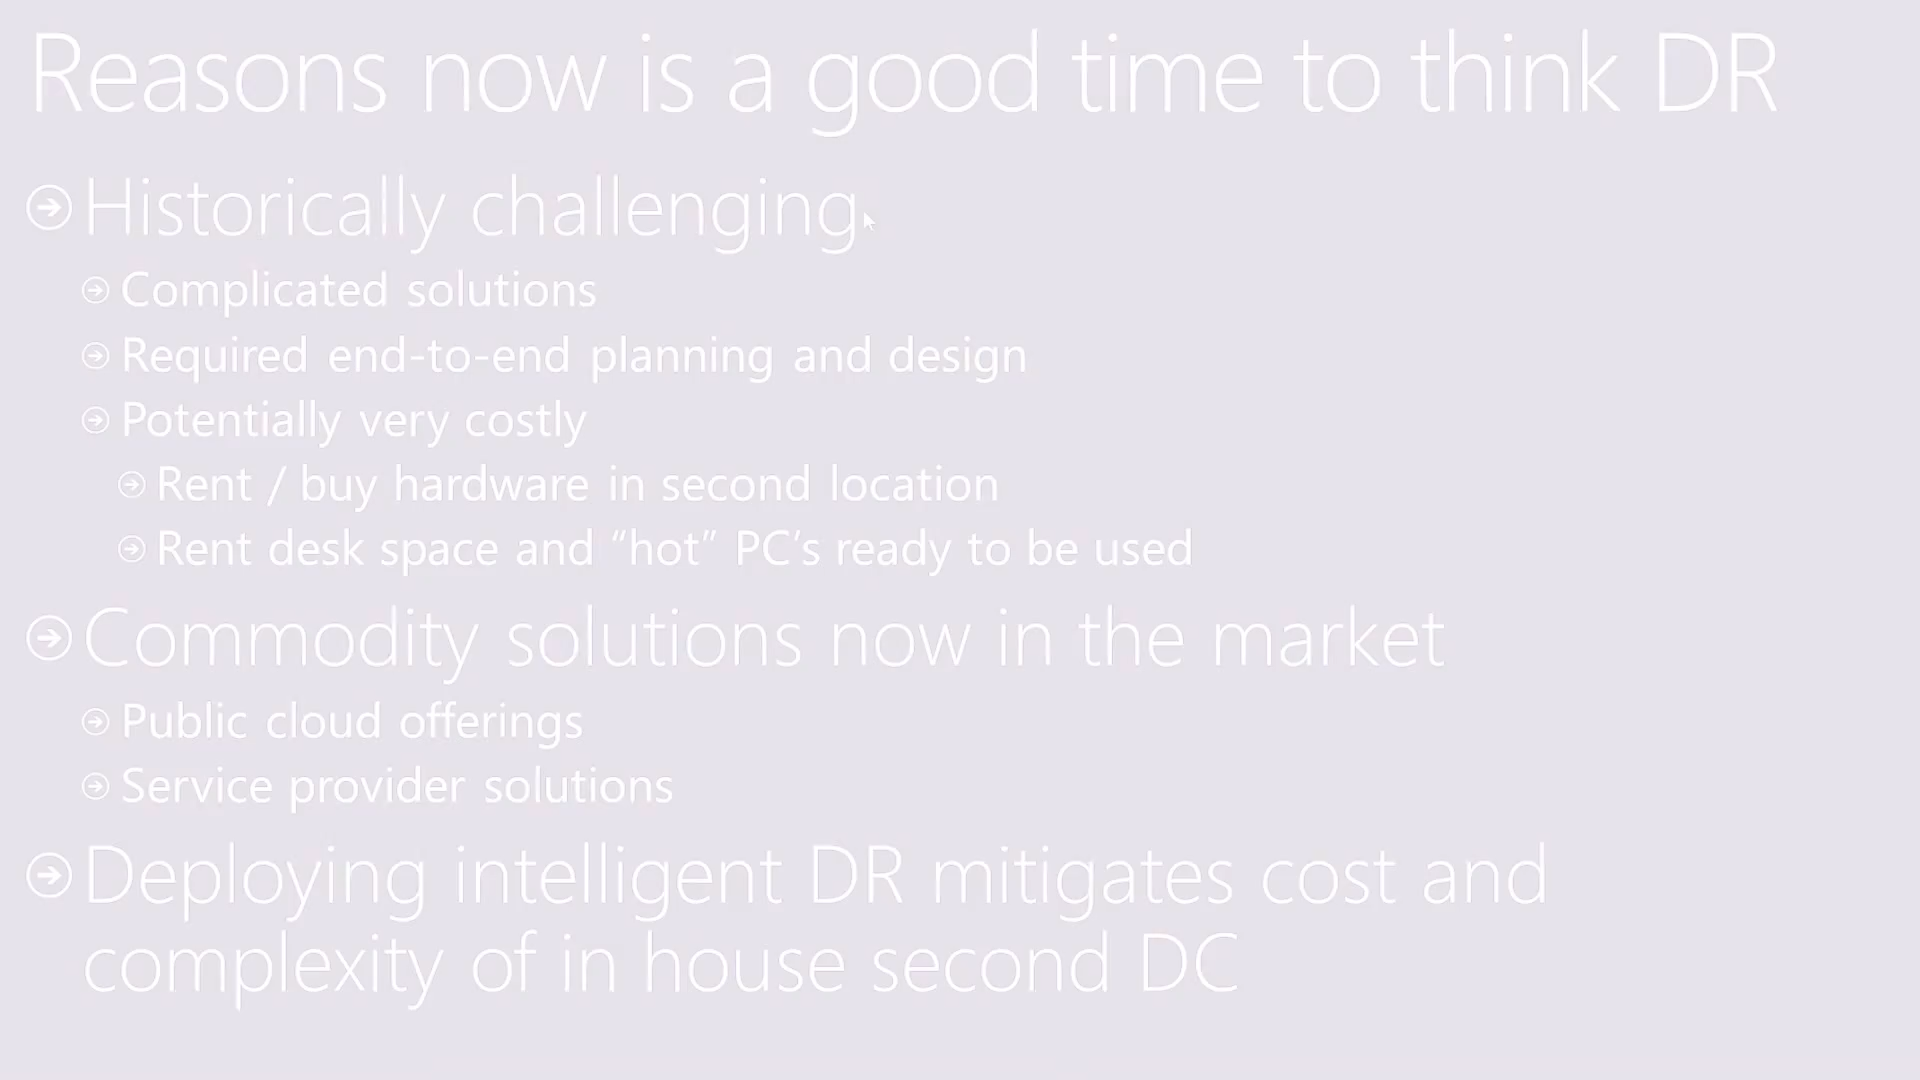 Reasons now is a good time to think DR
Historically challenging
Complicated solutions
Required end-to-end planning and design
Potentially very costly
Rent / buy hardware in second location
Rent desk space and “hot” PC’s ready to be used
Commodity solutions now in the market
Public cloud offerings
Service provider solutions
Deploying intelligent DR mitigates cost and
complexity of in house second DC